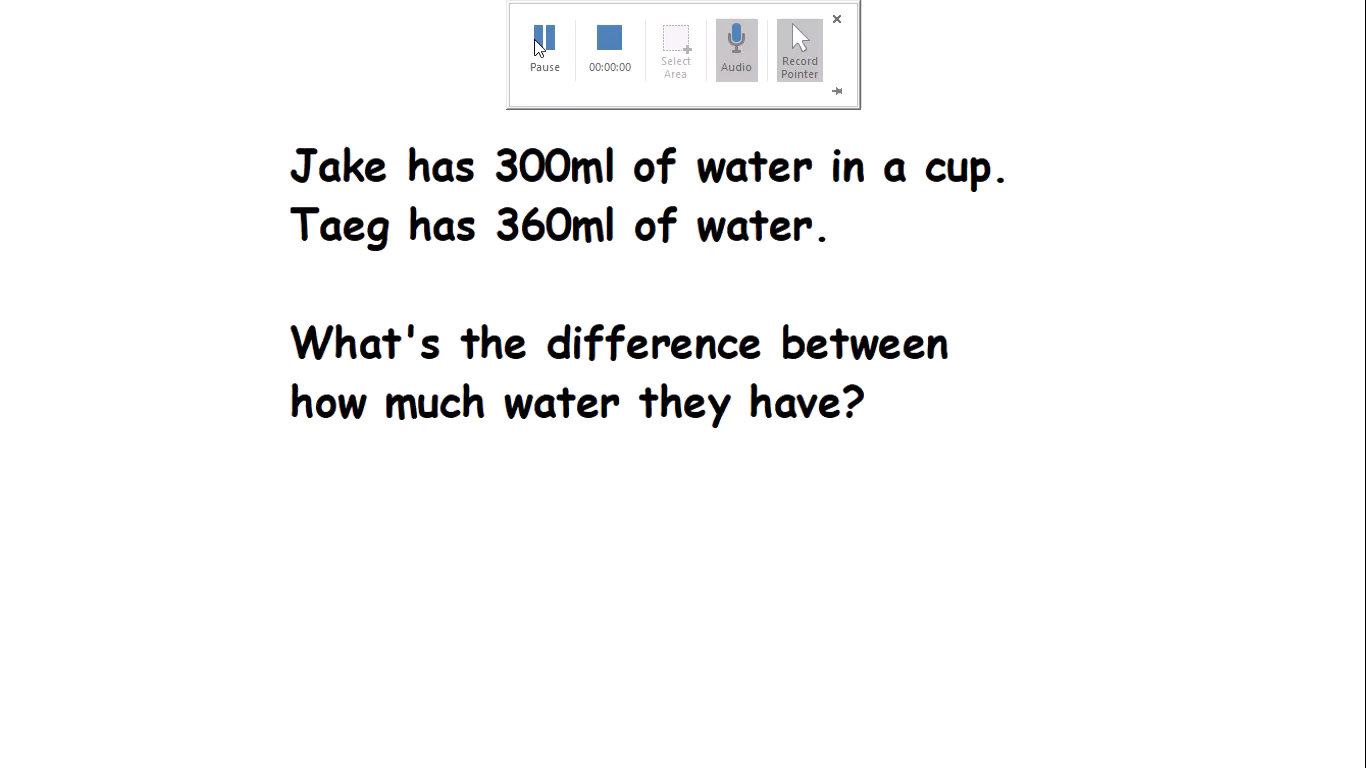 Pause
00:00:00
Select
Area
Audio
Record
Pointer
Jake has 300ml of water in a cup.
Taeg has 360ml of water.
What's the difference between
how much water they have?